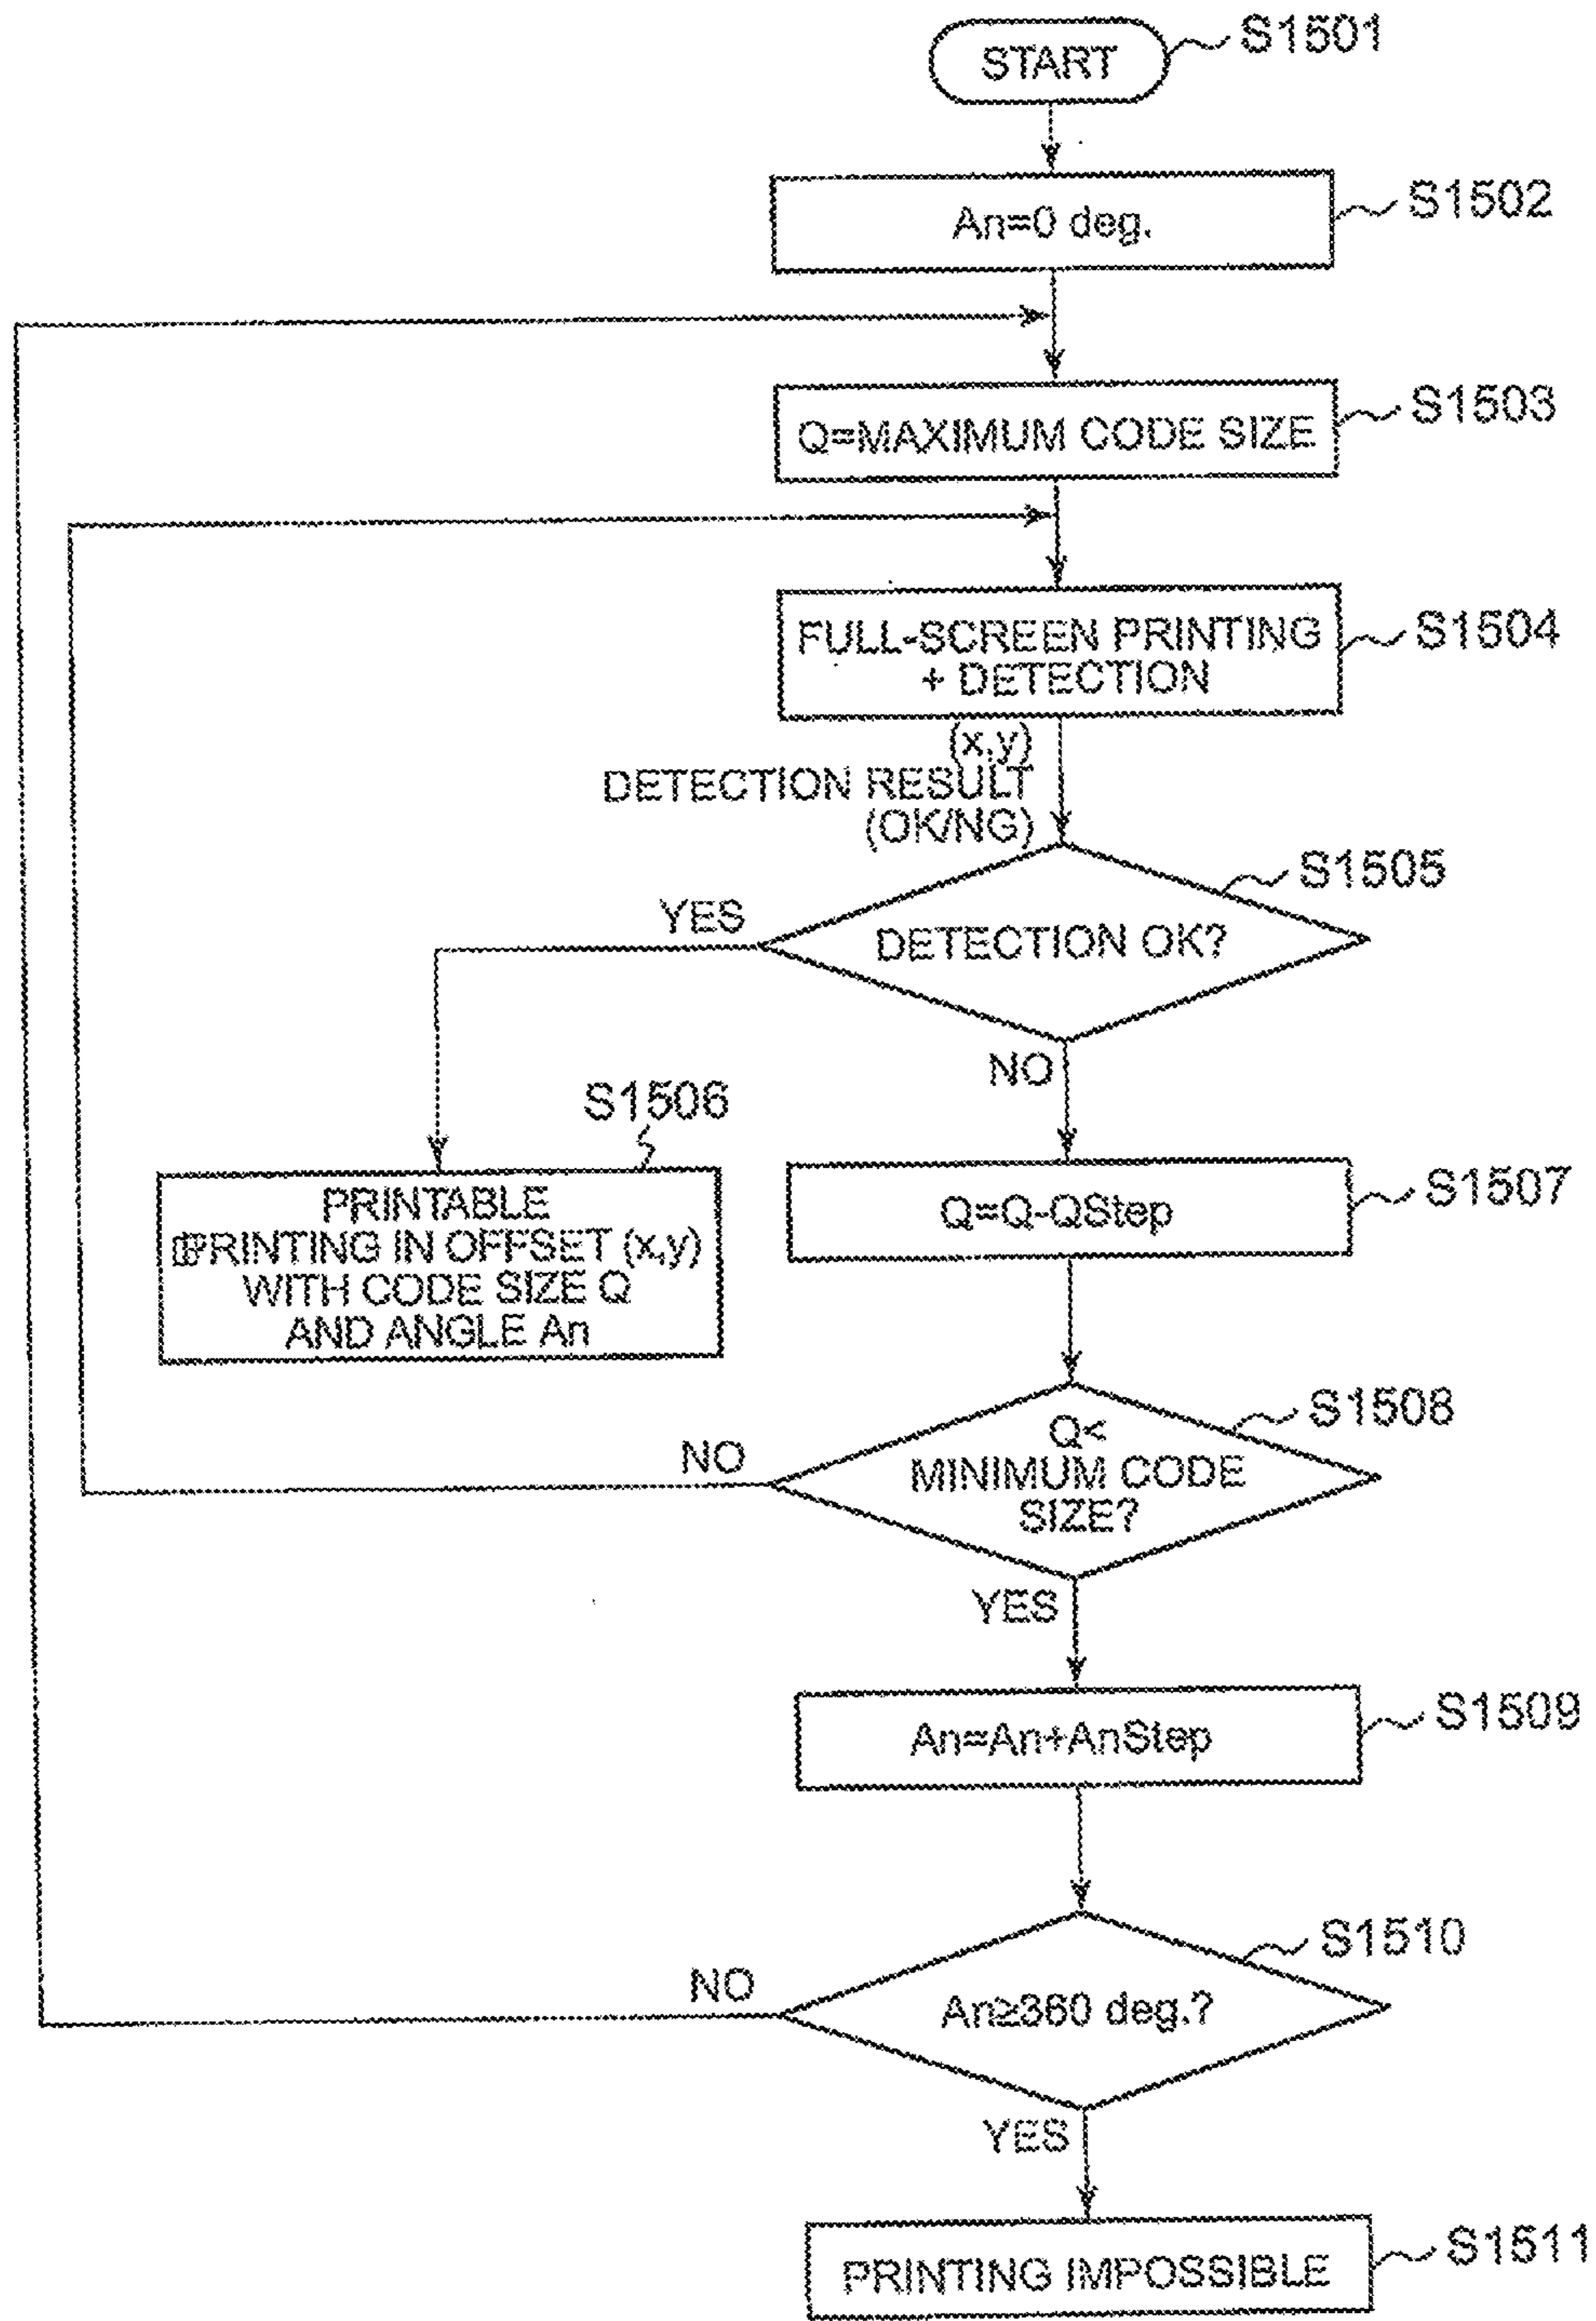 START
S1501
An=0 deg.
S1502
Q=MAXIMUM CODE SIZE
S1503
FULL-SCREEN PRINTING
+ DETECTION
S1504
(x,y)
DETECTION RESULT
(OK/NG)
S1505
YES
DETECTION OK?
NO
S1506
PRINTABLE
PRINTING IN OFFSET (x,y)
WITH CODE SIZE Q
AND ANGLE An
Q=Q-QStep
S1507
S1508
NO
Q<
MINIMUM CODE
SIZE?
YES
An=An+AnStep
S1509
S1510
NO
An≥360 deg.?
YES
PRINTING IMPOSSIBLE
S1511